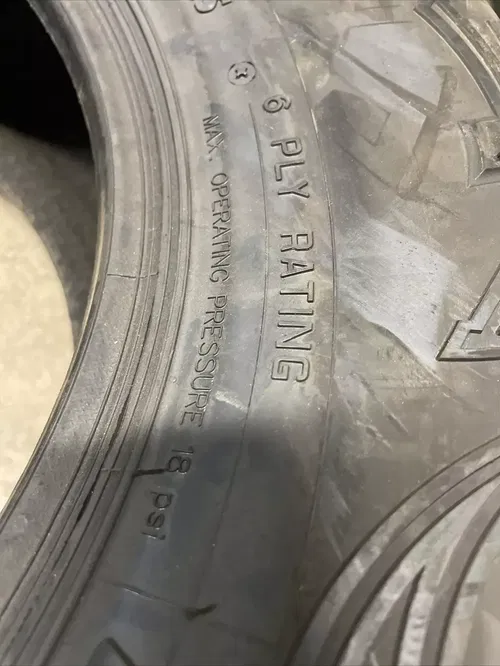 6 PLY RATING
MAX. OPERATING PRESSURE 18 psi